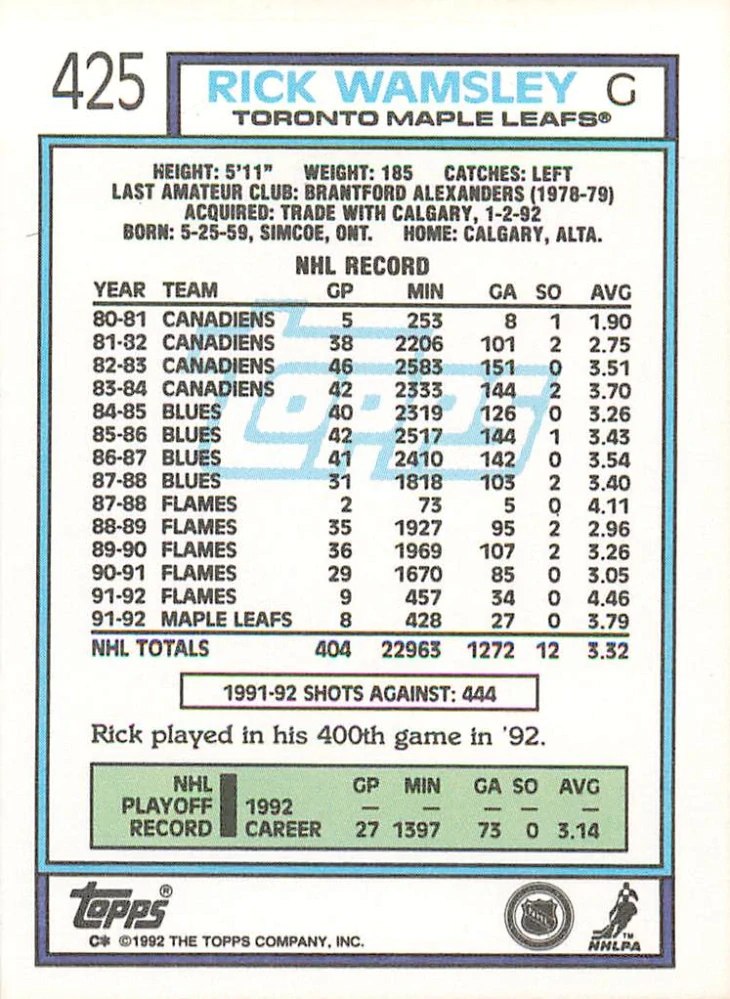 425
RICK WAMSLEY G
TORONTO MAPLE LEAFS®
HEIGHT: 5'11" WEIGHT: 185 CATCHES: LEFT
LAST AMATEUR CLUB: BRANTFORD ALEXANDERS (1978-79)
ACQUIRED: TRADE WITH CALGARY, 1-2-92
BORN: 5-25-59, SIMCOE, ONT. HOME: CALGARY, ALTA.
NHL RECORD
YEAR TEAM GP MIN GA SO AVG
80-81 CANADIENS 5 253 8 1 1.90
81-82 CANADIENS 38 2206 101 2 2.75
82-83 CANADIENS 46 2583 151 0 3.51
83-84 CANADIENS 42 2333 144 2 3.70
84-85 BLUES 40 2319 126 0 3.26
85-86 BLUES 42 2517 144 1 3.43
86-87 BLUES 41 2410 142 0 3.54
87-88 BLUES 31 1818 103 2 3.40
87-88 FLAMES 2 73 5 0 4.11
88-89 FLAMES 35 1927 95 2 2.96
89-90 FLAMES 36 1969 107 2 3.26
90-91 FLAMES 29 1670 85 0 3.05
91-92 FLAMES 9 457 34 0 4.46
91-92 MAPLE LEAFS 8 428 27 0 3.79
NHL TOTALS 404 22963 1272 12 3.32
Topps
1991-92 SHOTS AGAINST: 444
Rick played in his 400th game in '92.
NHL GP MIN GA SO AVG
PLAYOFF 1992 — — — — —
RECORD CAREER 27 1397 73 0 3.14
Topps®
C* ©1992 THE TOPPS COMPANY, INC.
NHL
TM
NHLPA